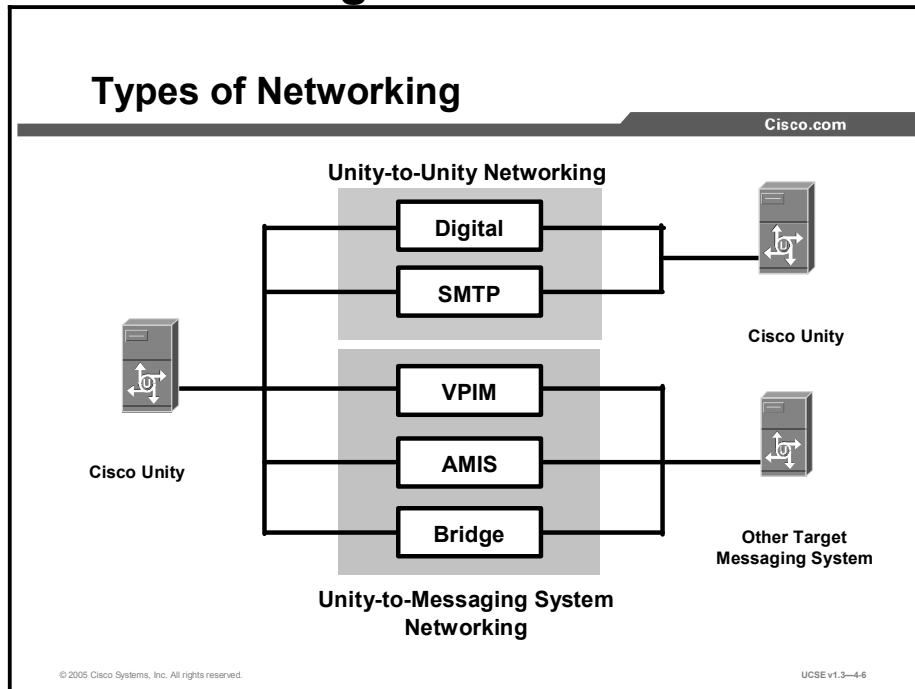 Types of Networking
Cisco.com
Unity-to-Unity Networking
Digital
SMTP
Cisco Unity
VPIM
AMIS
Bridge
Cisco Unity
Other Target
Messaging System
Unity-to-Messaging System
Networking
© 2005 Cisco Systems, Inc. All rights reserved.
UCSE v1.3—4-6